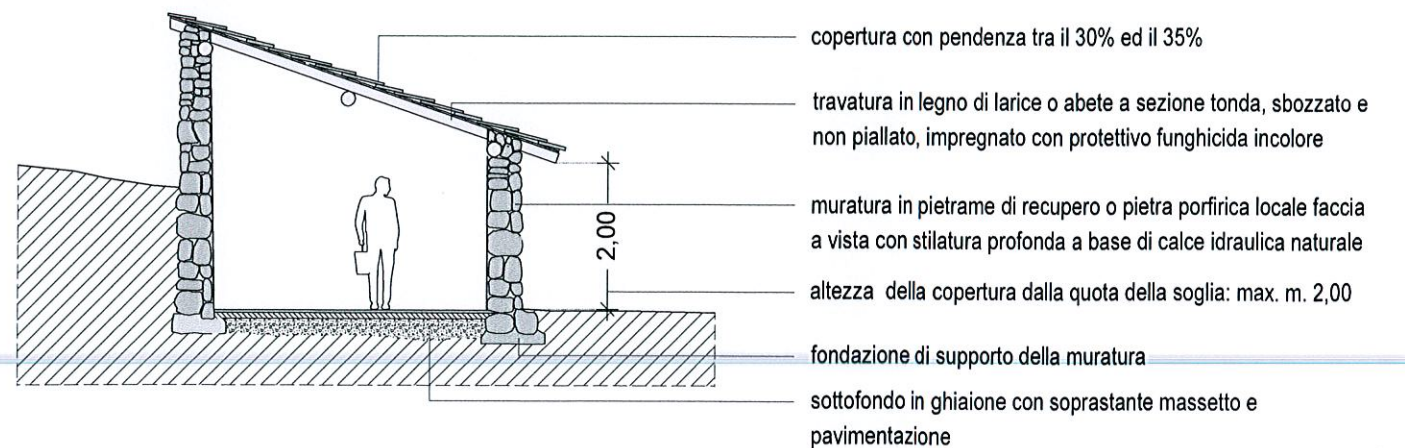 copertura con pendenza tra il 30% ed il 35%
travatura in legno di larice o abete a sezione tonda, sbozzato e
non piallato, impregnato con protettivo funghicida incolore
muratura in pietrame di recupero o pietra porfirica locale faccia
a vista con stilatura profonda a base di calce idraulica naturale
2,00
altezza della copertura dalla quota della soglia: max. m. 2,00
fondazione di supporto della muratura
sottofondo in ghiaione con soprastante massetto e
pavimentazione